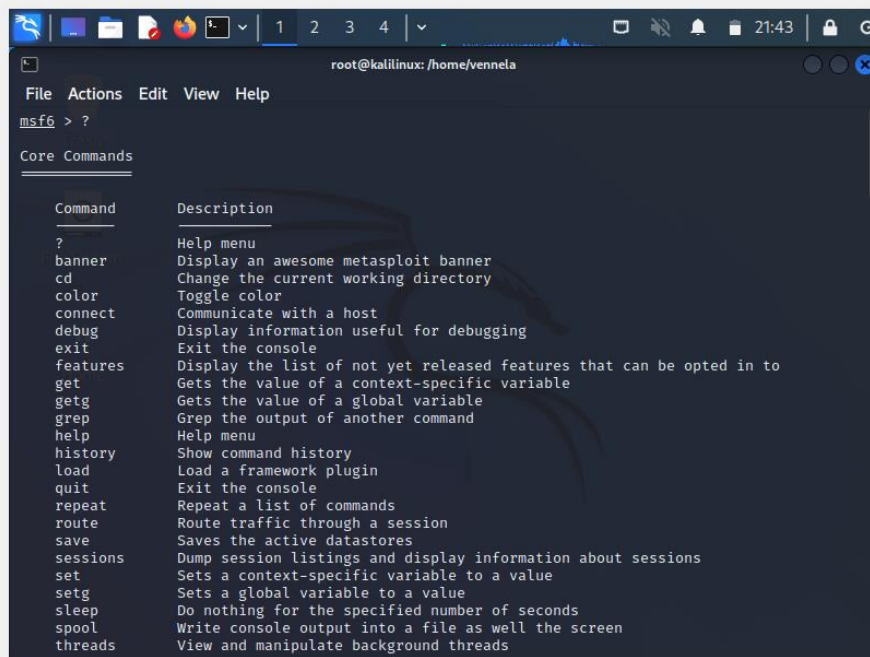 1 2 3 4 21:43
root@kalilinux: /home/vennela
File Actions Edit View Help
msf6 > ?
Core Commands
Command Description
? Help menu
banner Display an awesome metasploit banner
cd Change the current working directory
color Toggle color
connect Communicate with a host
debug Display information useful for debugging
exit Exit the console
features Display the list of not yet released features that can be opted in to
get Gets the value of a context-specific variable
getg Gets the value of a global variable
grep Grep the output of another command
help Help menu
history Show command history
load Load a framework plugin
quit Exit the console
repeat Repeat a list of commands
route Route traffic through a session
save Saves the active datastores
sessions Dump session listings and display information about sessions
set Sets a context-specific variable to a value
setg Sets a global variable to a value
sleep Do nothing for the specified number of seconds
spool Write console output into a file as well the screen
threads View and manipulate background threads